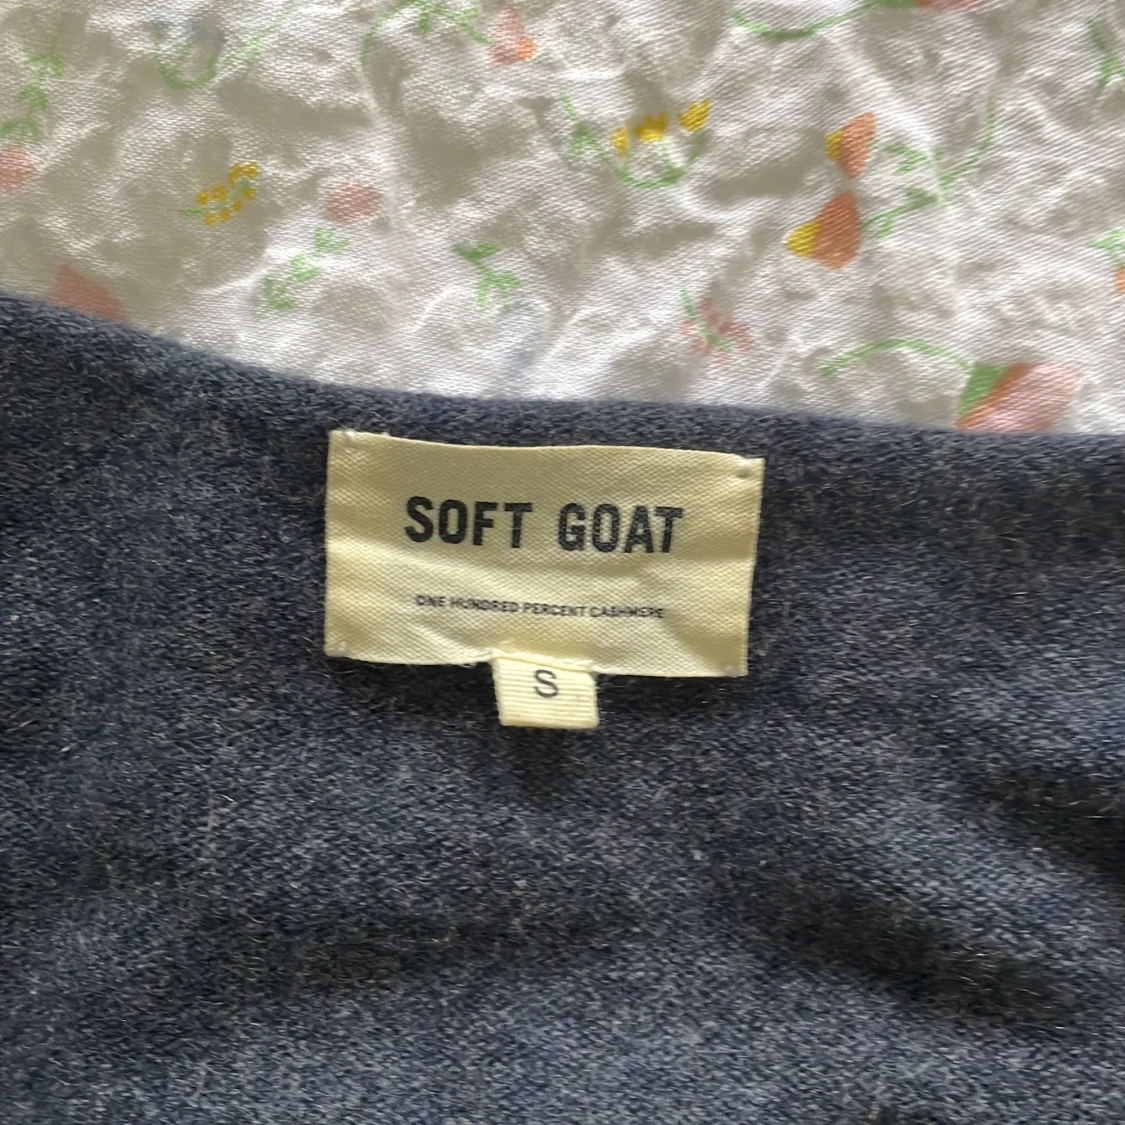 SOFT GOAT
ONE HUNDRED PERCENT CASHMERE
S